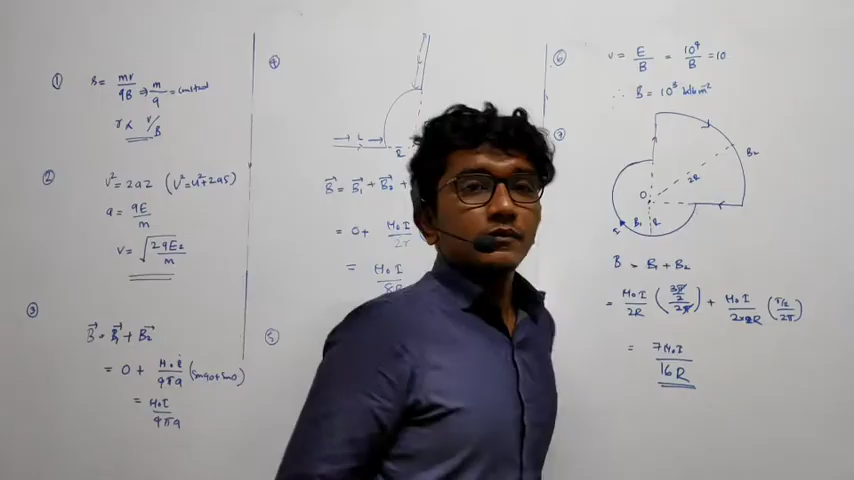 ①
r = mv/qB ⇒ m/q = constant
r ∝ v/B
②
v² = 2az (v² = u² + 2as)
a = qE/m
v = √(2qEz/m)
③
B⃗ = B⃗₁ + B⃗₂
= 0 + μ₀i/4πa (sin90 + sin0)
= μ₀I/4πa
④
L
R
B⃗ = B⃗₁ + B⃗₂ +
= 0 + μ₀I/2r
= μ₀I/8R
⑤
⑥
v = E/B = 10⁴/B = 10
∴ B = 10³ wb m⁻²
⑦
B₂
2R
O
B₁ R
B = B₁ + B₂
= μ₀I/2R (3π/2/2π) + μ₀I/2×2R (π/2/2π)
= 7μ₀I/16R